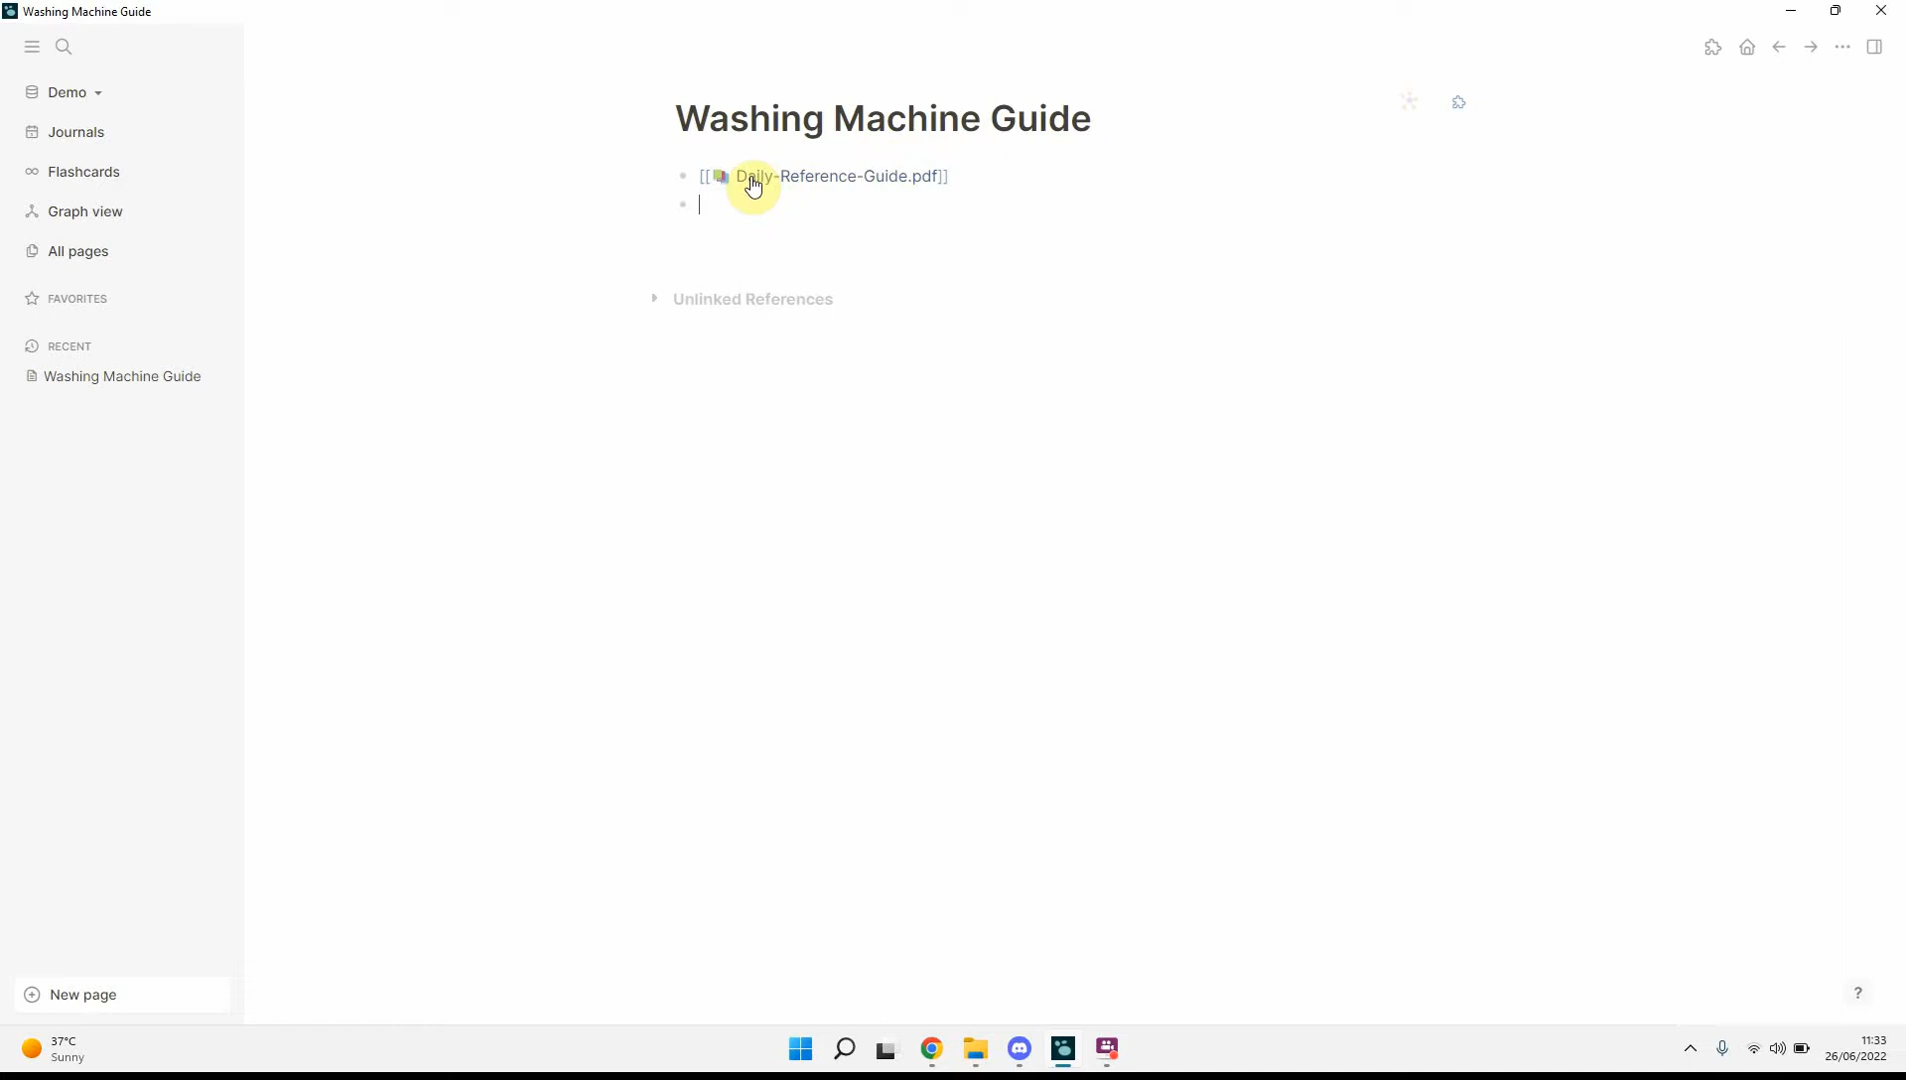 Washing Machine Guide
Demo
Journals
Flashcards
Graph view
All pages
FAVORITES
RECENT
Washing Machine Guide
New page
Washing Machine Guide
[[Daily-Reference-Guide.pdf]]
Unlinked References
?
37°C
Sunny
11:33
26/06/2022